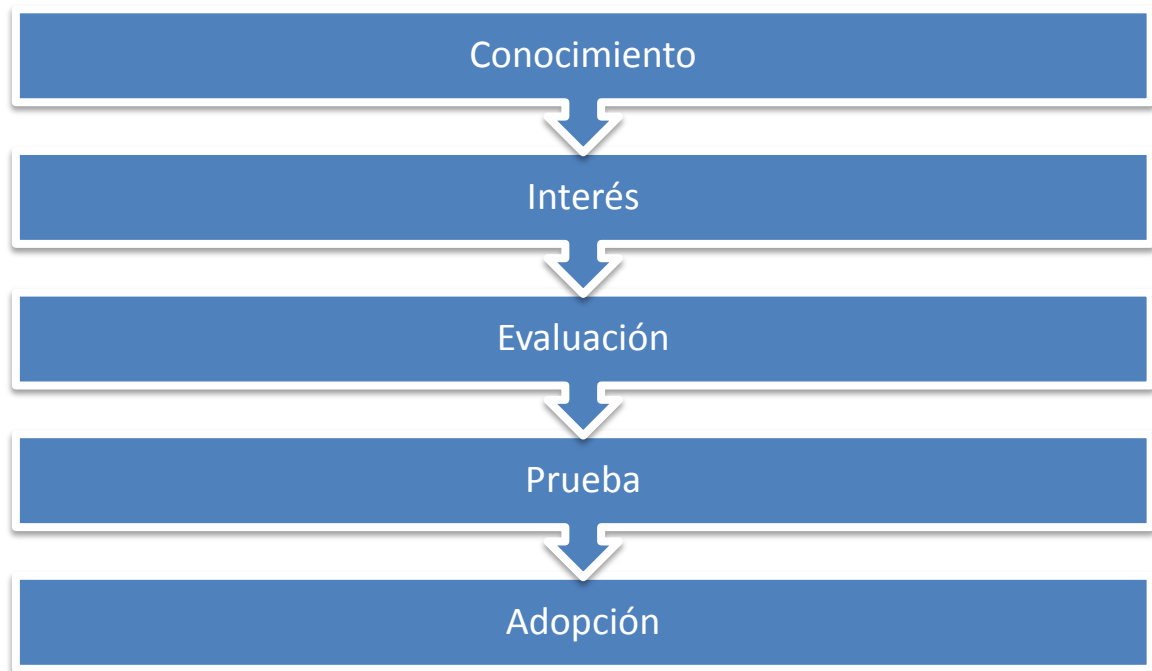 Conocimiento
Interés
Evaluación
Prueba
Adopción